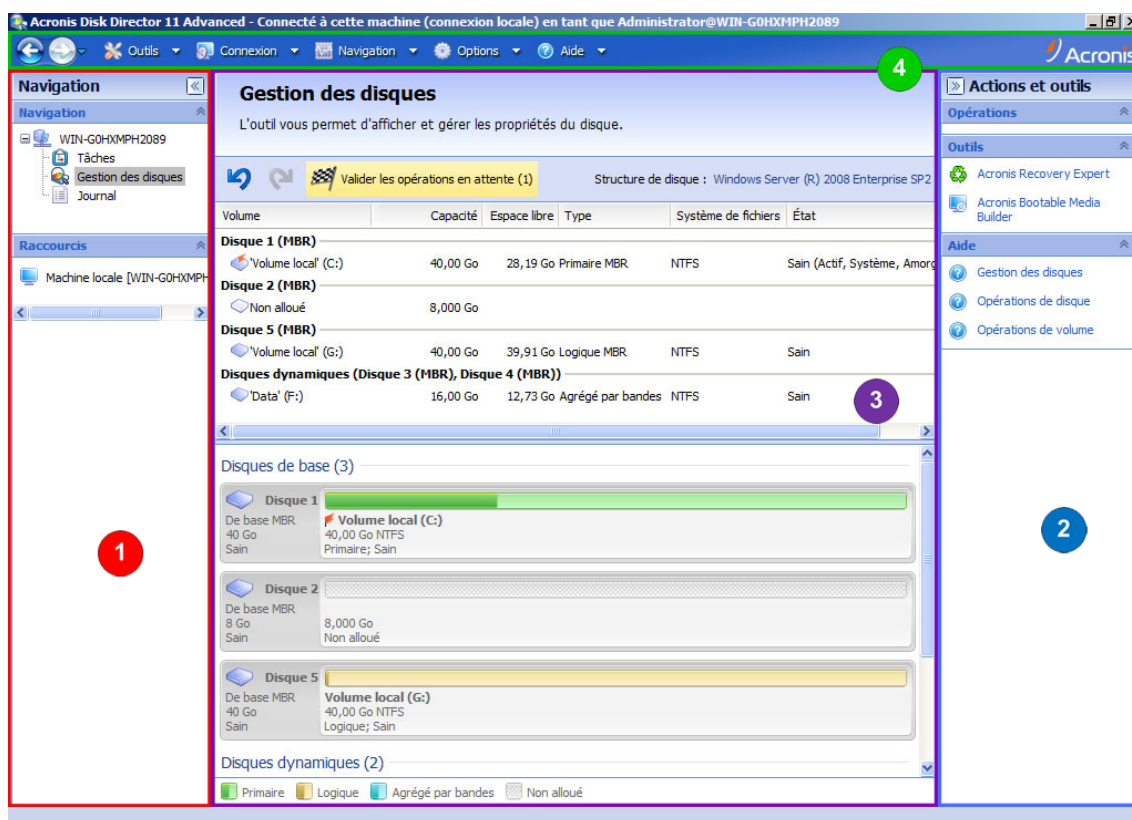 Acronis Disk Director 11 Advanced - Connecté à cette machine (connexion locale) en tant que Administrator@WIN-G0HXMPH2089
Outils Connexion Navigation Options Aide
Acronis
4
Navigation
Navigation
WIN-G0HXMPH2089
Tâches
Gestion des disques
Journal
Raccourcis
Machine locale [WIN-G0HXMPH
1
Gestion des disques
L'outil vous permet d'afficher et gérer les propriétés du disque.
Valider les opérations en attente (1) Structure de disque : Windows Server (R) 2008 Enterprise SP2
Volume Capacité Espace libre Type Système de fichiers État
Disque 1 (MBR)
'Volume local' (C:) 40,00 Go 28,19 Go Primaire MBR NTFS Sain (Actif, Système, Amorç
Disque 2 (MBR)
Non alloué 8,000 Go
Disque 5 (MBR)
'Volume local' (G:) 40,00 Go 39,91 Go Logique MBR NTFS Sain
Disques dynamiques (Disque 3 (MBR), Disque 4 (MBR))
'Data' (F:) 16,00 Go 12,73 Go Agrégé par bandes NTFS Sain
3
Disques de base (3)
Disque 1
De base MBR
40 Go
Sain
Volume local (C:)
40,00 Go NTFS
Primaire; Sain
Disque 2
De base MBR
8 Go
Sain
8,000 Go
Non alloué
Disque 5
De base MBR
40 Go
Sain
Volume local (G:)
40,00 Go NTFS
Logique; Sain
Disques dynamiques (2)
Primaire Logique Agrégé par bandes Non alloué
Actions et outils
Opérations
Outils
Acronis Recovery Expert
Acronis Bootable Media
Builder
Aide
Gestion des disques
Opérations de disque
Opérations de volume
2